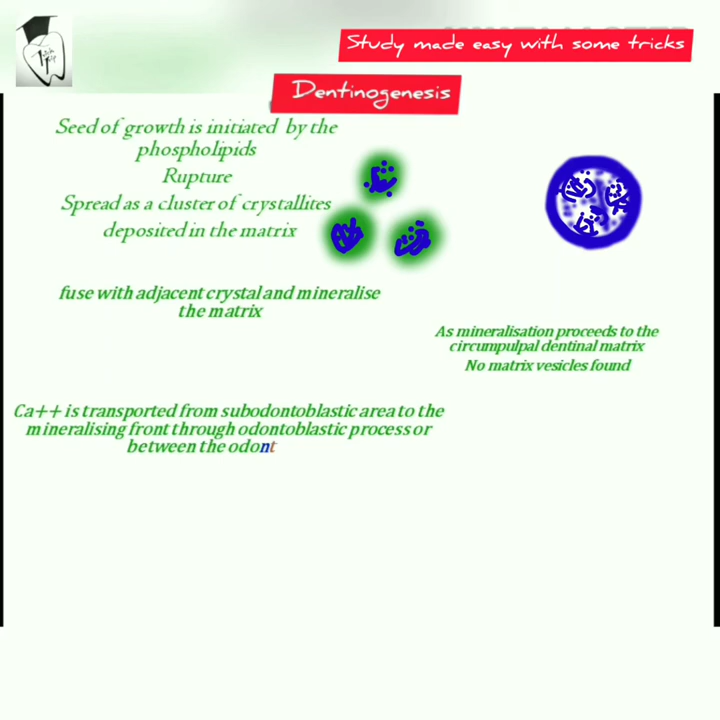 Study made easy with some tricks
Dentinogenesis
Seed of growth is initiated by the
phospholipids
Rupture
Spread as a cluster of crystallites
deposited in the matrix
fuse with adjacent crystal and mineralise
the matrix
As mineralisation proceeds to the
circumpulpal dentinal matrix
No matrix vesicles found
Ca++ is transported from subodontoblastic area to the
mineralising front through odontoblastic process or
between the odont